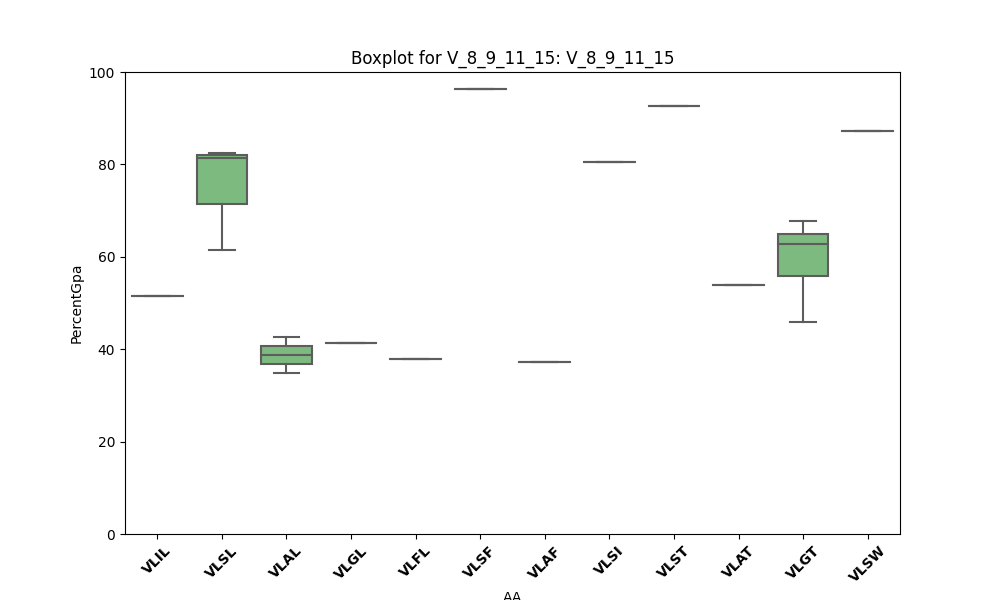 Boxplot for V_8_9_11_15: V_8_9_11_15
100
80
60
40
20
0
PercentGpa
VLIL VLSL VLAL VLGL VLFL VLSF VLAF VLSI VLST VLAT VLGT VLSW
AA